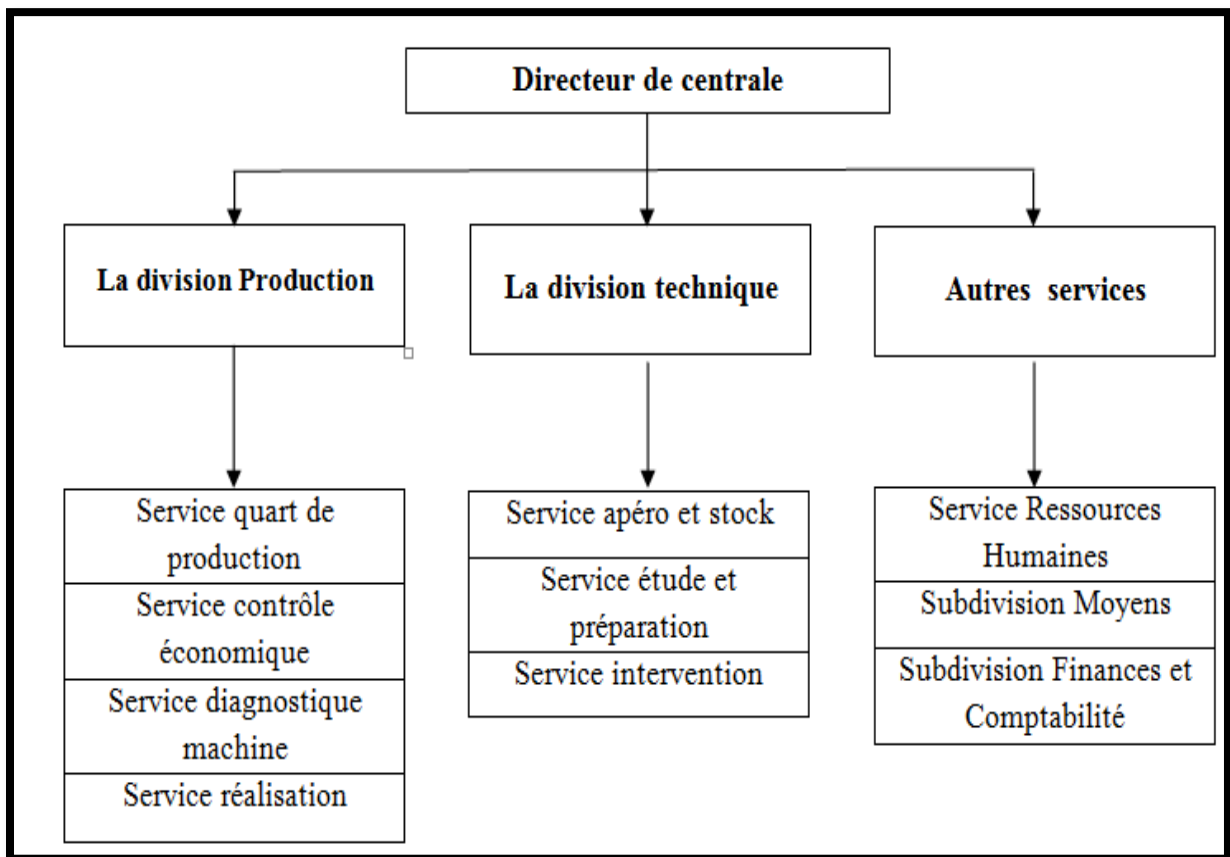 Directeur de centrale
La division Production
La division technique
Autres services
Service quart de
production
Service contrôle
économique
Service diagnostique
machine
Service réalisation
Service apéro et stock
Service étude et
préparation
Service intervention
Service Ressources
Humaines
Subdivision Moyens
Subdivision Finances et
Comptabilité